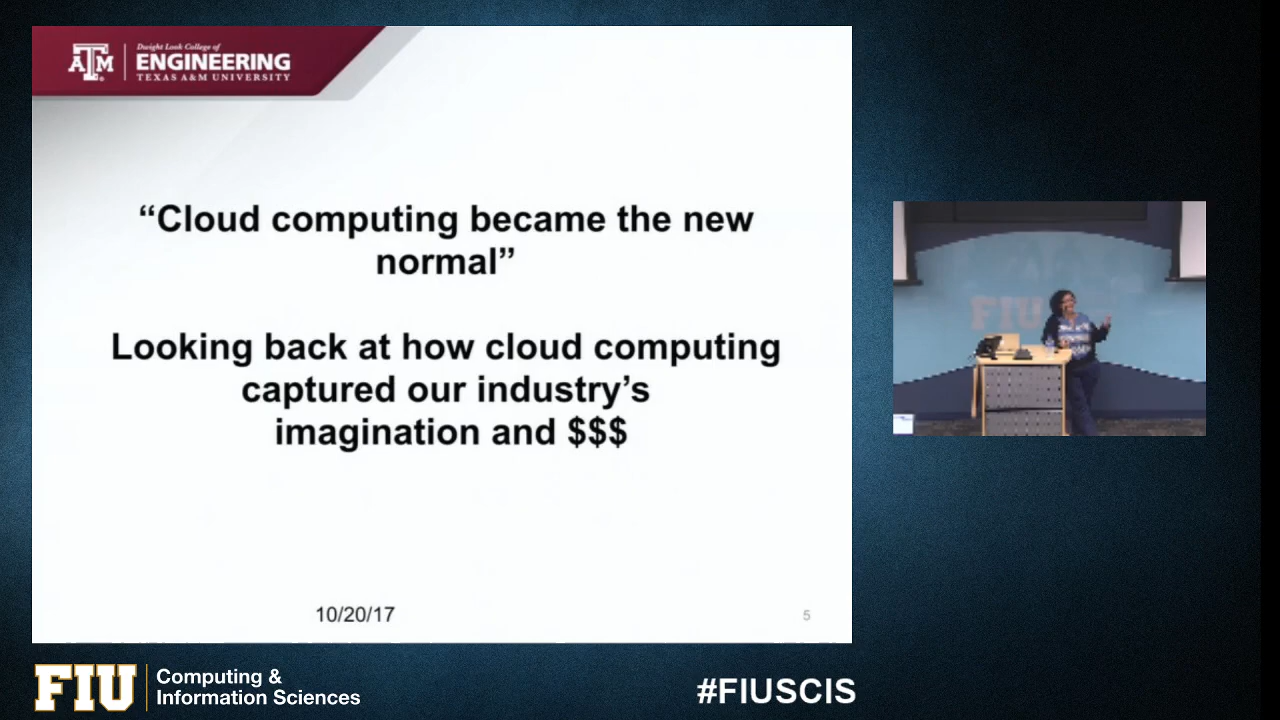 Dwight Look College of
ENGINEERING
TEXAS A&M UNIVERSITY
A
T
M
“Cloud computing became the new
normal”
Looking back at how cloud computing
captured our industry’s
imagination and $$$
10/20/17
5
FIU
FIU
Computing &
Information Sciences
#FIUSCIS